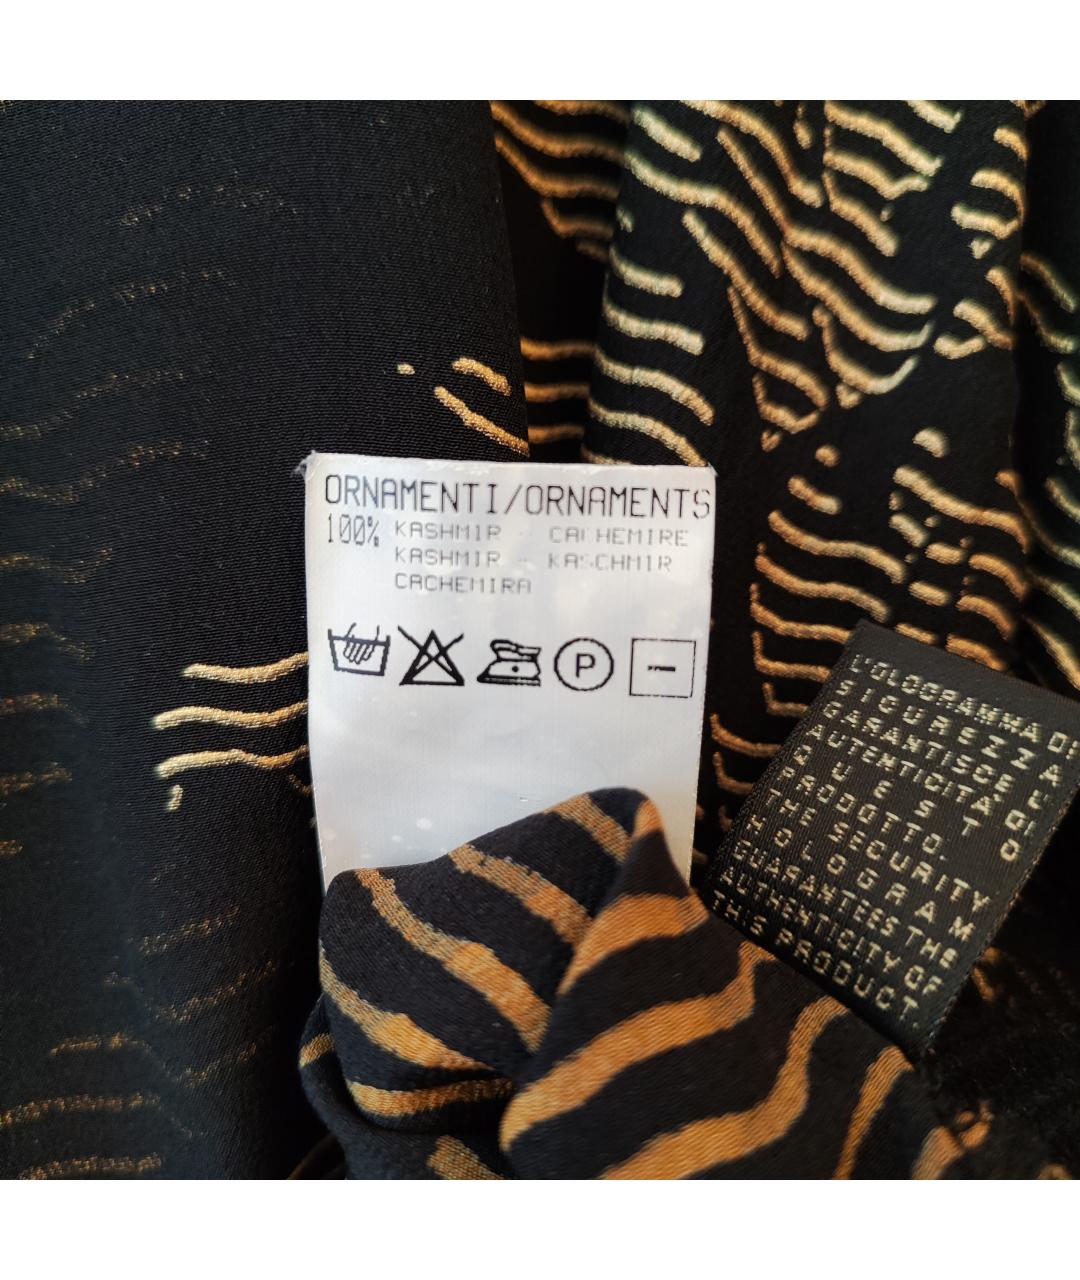 ORNAMENTI/ORNAMENTS
100% KASHMIR - CACHEMIRE
KASHMIR - KASCHMIR
CACHEMIRA
P
L'OLOGRAMMA DI
SICUREZZA
GARANTISCE L'
AUTENTICITA' DI
QUESTO
PRODOTTO.
THE SECURITY
HOLOGRAM
GUARANTEES THE
AUTHENTICITY OF
THIS PRODUCT.